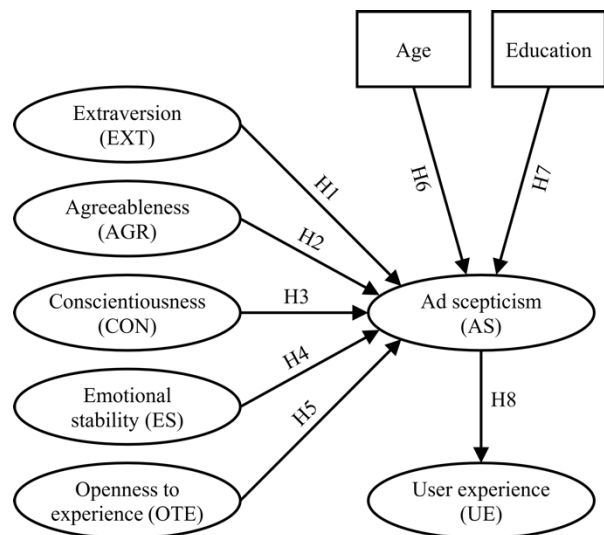 Age
Education
Extraversion
(EXT)
H1
H6
H7
Agreeableness
(AGR)
H2
Conscientiousness
(CON)
H3
Ad scepticism
(AS)
Emotional
stability (ES)
H4
H5
H8
Openness to
experience (OTE)
User experience
(UE)